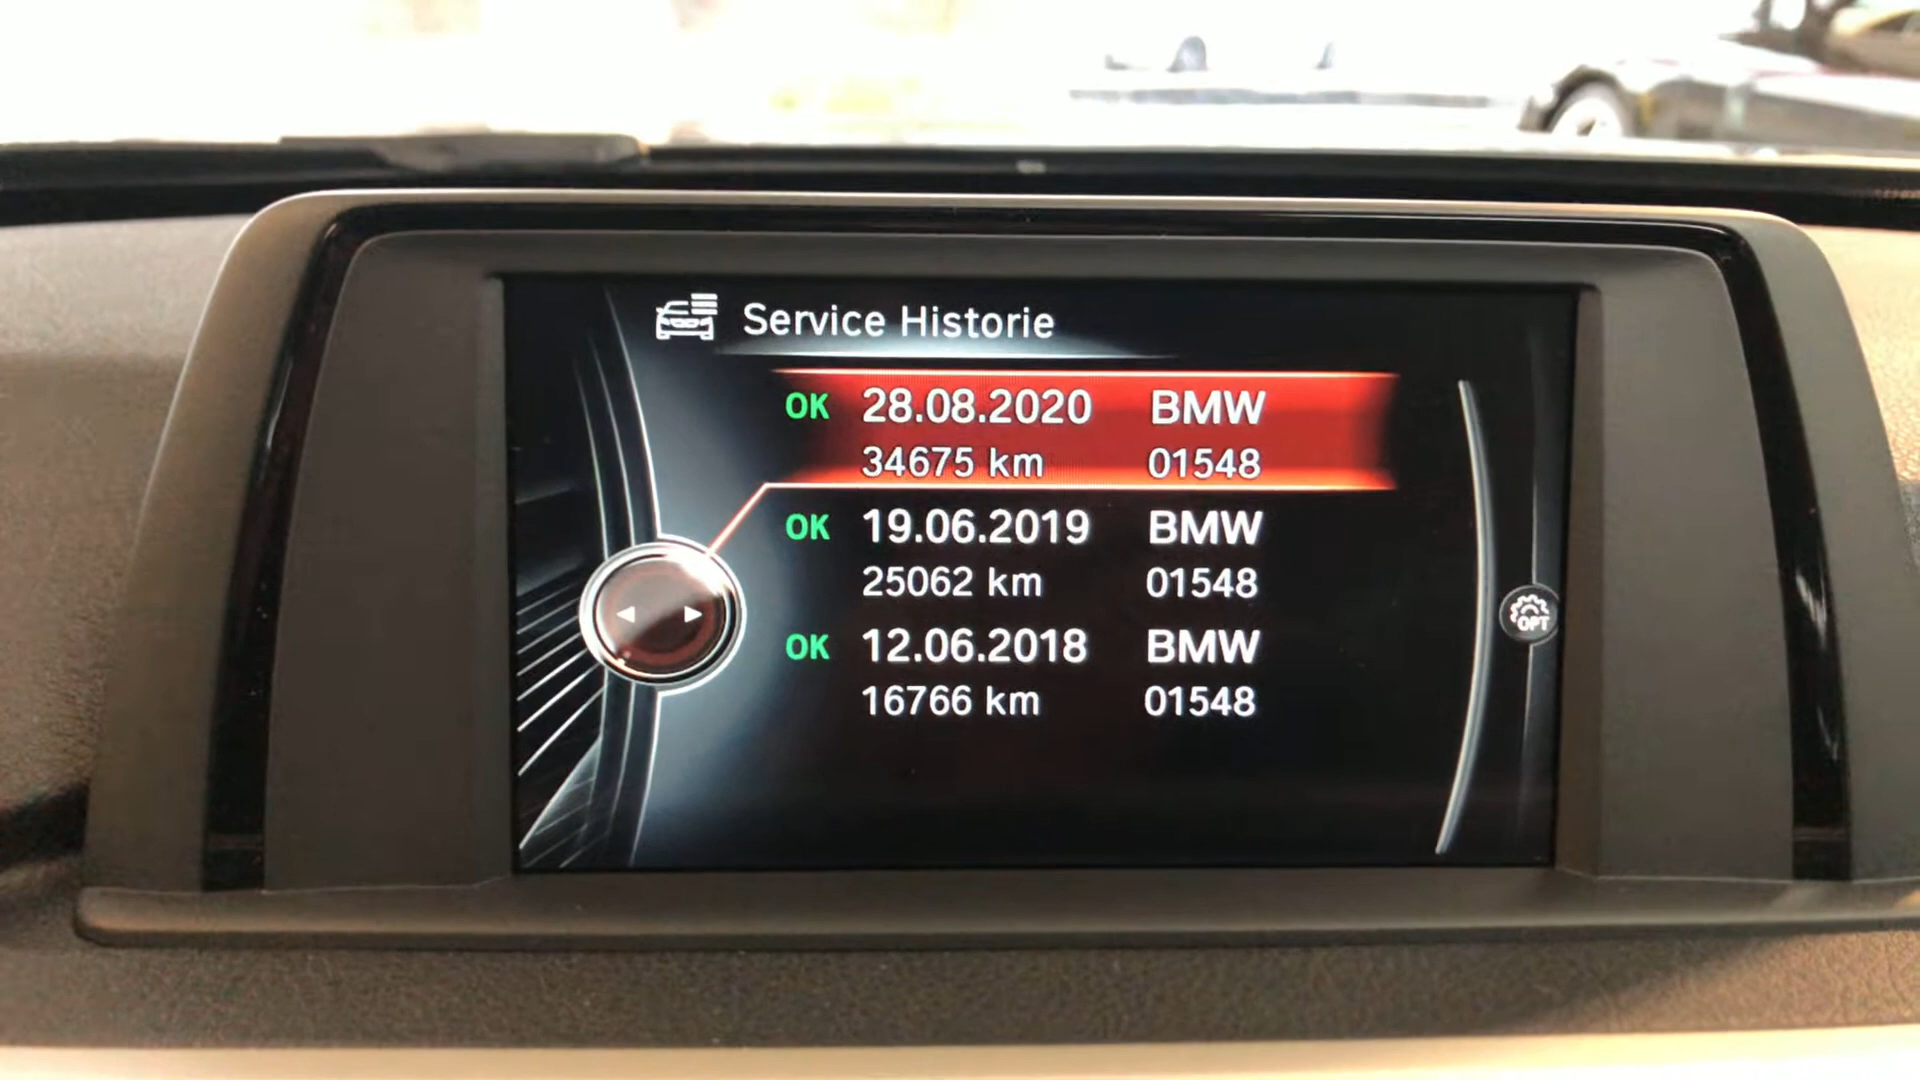 Service Historie
OK 28.08.2020 BMW
34675 km 01548
OK 19.06.2019 BMW
25062 km 01548
OK 12.06.2018 BMW
16766 km 01548
OPT